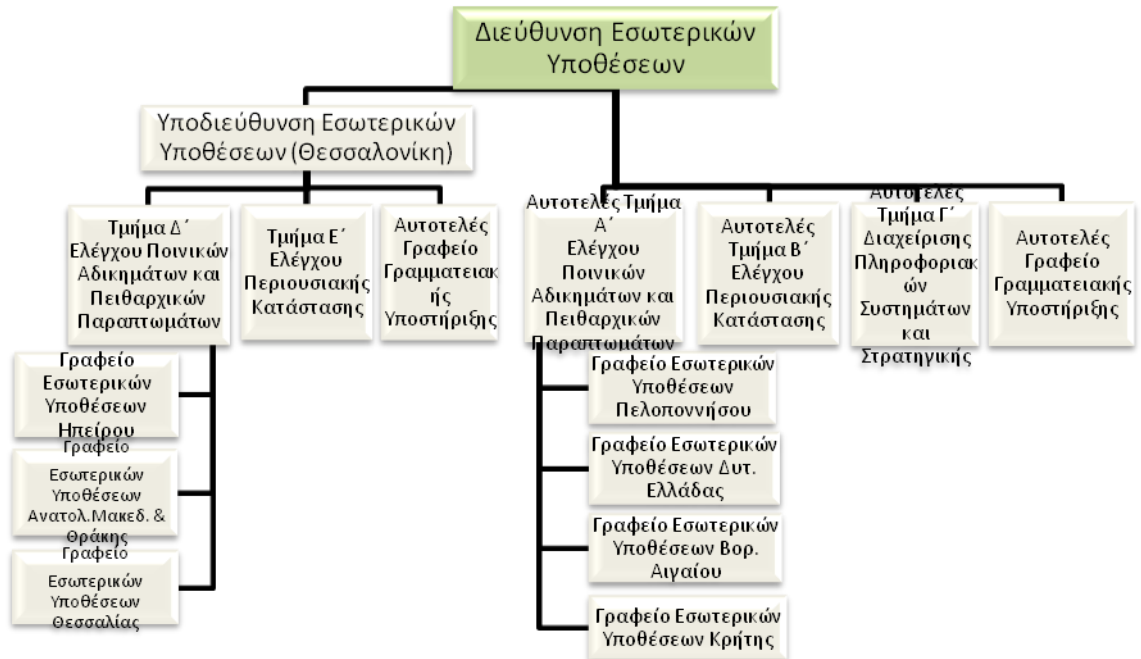 Διεύθυνση Εσωτερικών
Υποθέσεων
Υποδιεύθυνση Εσωτερικών
Υποθέσεων (Θεσσαλονίκη)
Τμήμα Δ΄
Ελέγχου Ποινικών
Αδικημάτων και
Πειθαρχικών
Παραπτωμάτων
Τμήμα Ε΄
Ελέγχου
Περιουσιακής
Κατάστασης
Αυτοτελές
Γραφείο
Γραμματειακ
ής
Υποστήριξης
Αυτοτελές Τμήμα
Α΄
Ελέγχου
Ποινικών
Αδικημάτων και
Πειθαρχικών
Παραπτωμάτων
Αυτοτελές
Τμήμα Β΄
Ελέγχου
Περιουσιακής
Κατάστασης
Αυτοτελές
Τμήμα Γ΄
Διαχείρισης
Πληροφοριακ
ών
Συστημάτων
και
Στρατηγικής
Αυτοτελές
Γραφείο
Γραμματειακής
Υποστήριξης
Γραφείο
Εσωτερικών
Υποθέσεων
Ηπείρου
Γραφείο
Εσωτερικών
Υποθέσεων
Ανατολ.Μακεδ. &
Θράκης
Γραφείο
Εσωτερικών
Υποθέσεων
Θεσσαλίας
Γραφείο Εσωτερικών
Υποθέσεων
Πελοποννήσου
Γραφείο Εσωτερικών
Υποθέσεων Δυτ.
Ελλάδας
Γραφείο Εσωτερικών
Υποθέσεων Βορ.
Αιγαίου
Γραφείο Εσωτερικών
Υποθέσεων Κρήτης